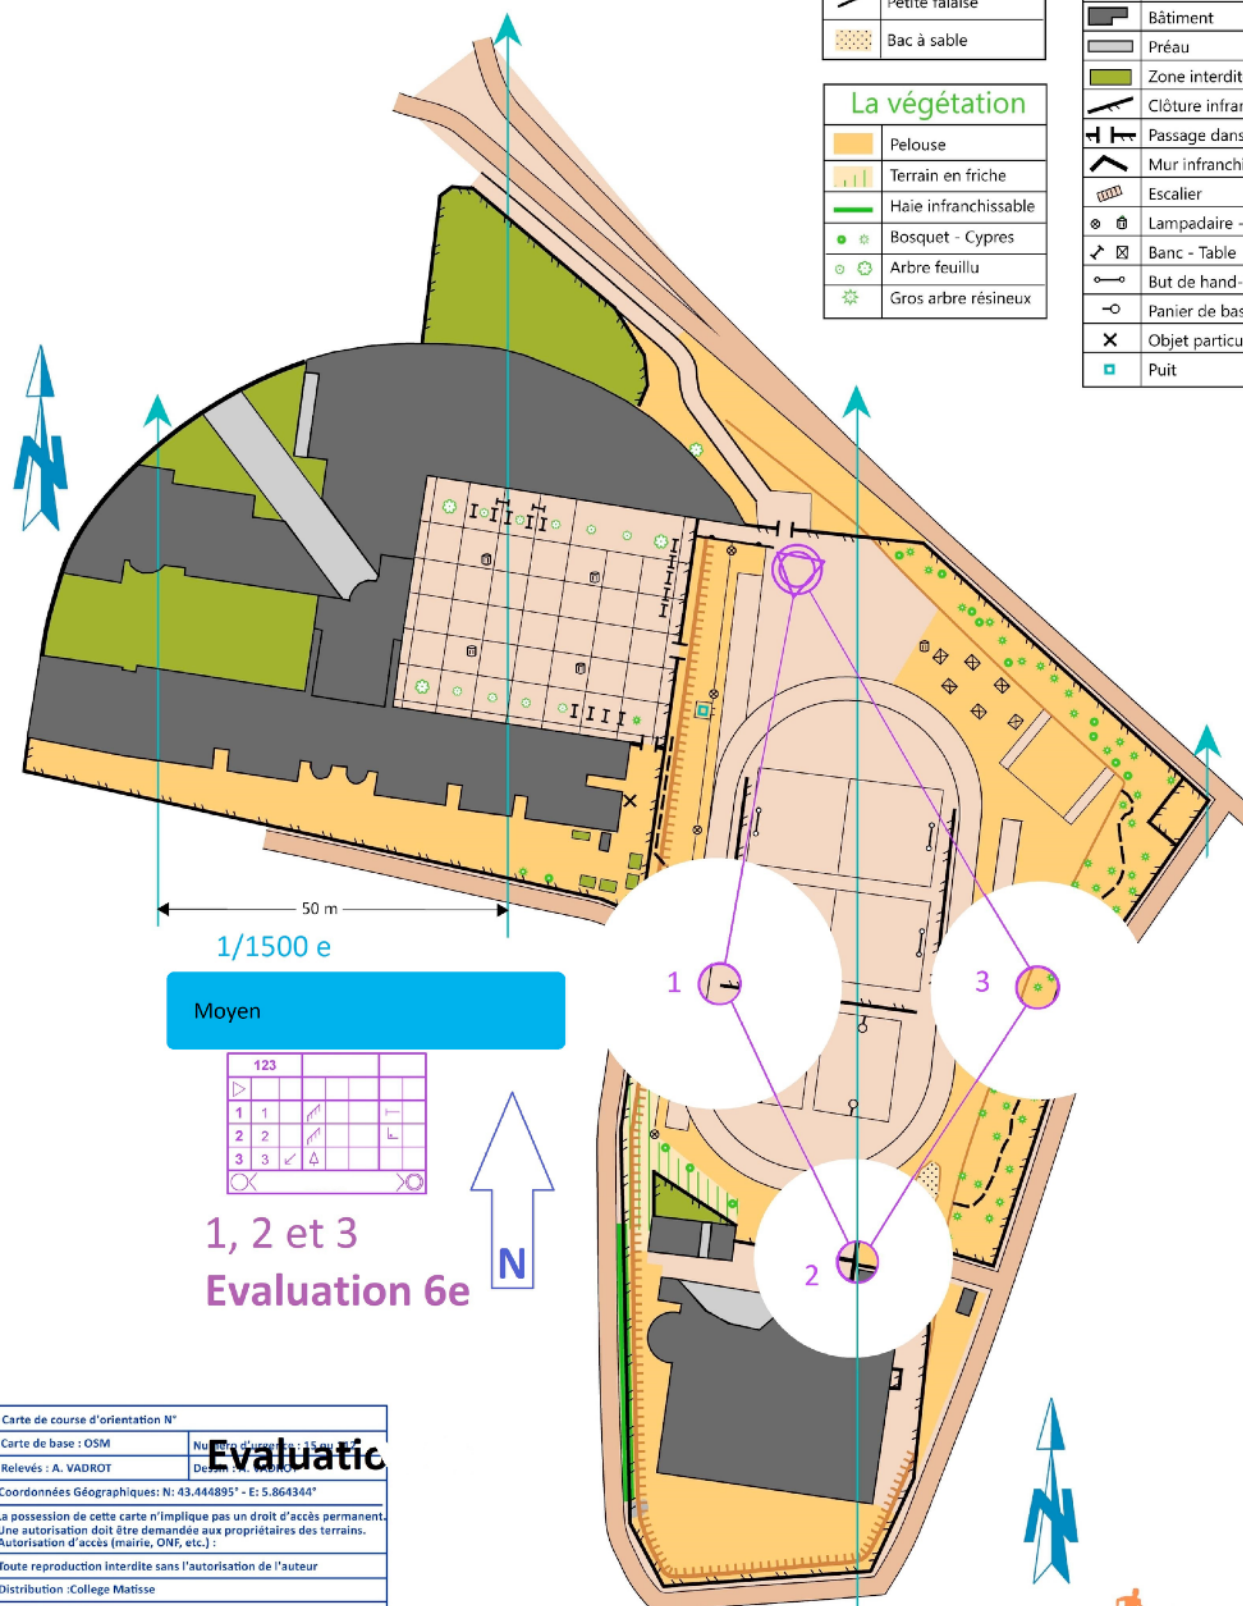 Petite falaise
Bac à sable
La végétation
Pelouse
Terrain en friche
Haie infranchissable
Bosquet - Cypres
Arbre feuillu
Gros arbre résineux
Bâtiment
Préau
Zone interdit
Clôture infran
Passage dans
Mur infranchi
Escalier
Lampadaire -
Banc - Table
But de hand-
Panier de bas
Objet particu
Puit
N
50 m
1/1500 e
Moyen
123
1 1
2 2
3 3
1
3
2
1, 2 et 3
Evaluation 6e
N
N
Carte de course d'orientation N°
Carte de base : OSM
Evaluatic
Relevés : A. VADROT
Coordonnées Géographiques: N: 43.444895° - E: 5.864344°
La possession de cette carte n'implique pas un droit d'accès permanent.
Une autorisation doit être demandée aux propriétaires des terrains.
Autorisation d'accès (mairie, ONF, etc.) :
Toute reproduction interdite sans l'autorisation de l'auteur
Distribution :College Matisse